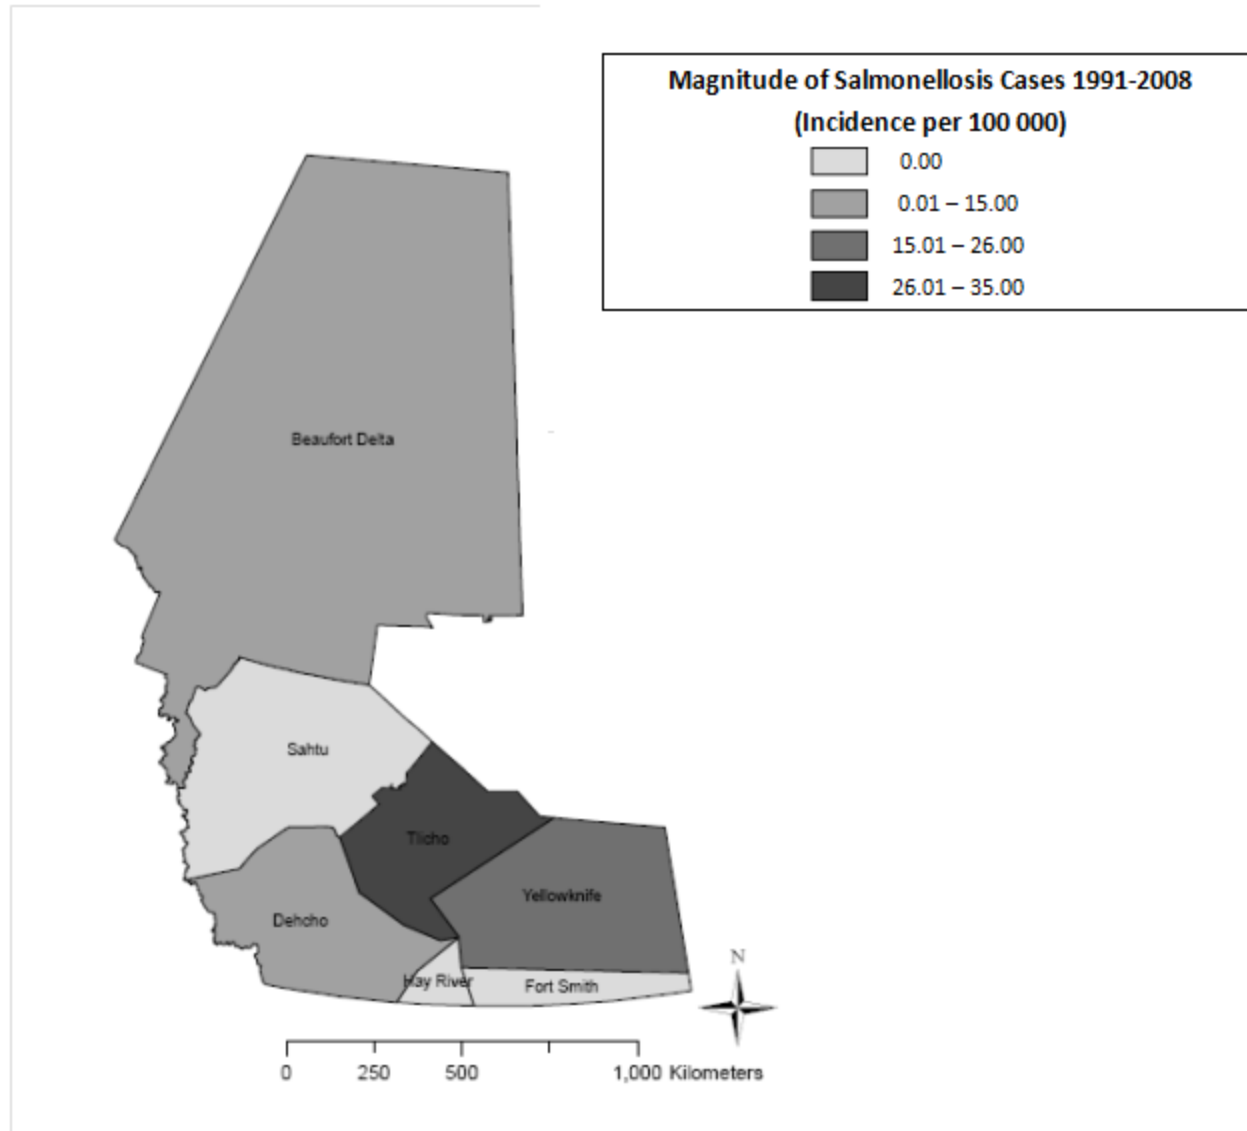 Magnitude of Salmonellosis Cases 1991-2008
(Incidence per 100 000)
0.00
0.01 – 15.00
15.01 – 26.00
26.01 – 35.00
Beaufort Delta
Sahtu
Tlicho
Yellowknife
Dehcho
Hay River
Fort Smith
N
0 250 500 1,000 Kilometers